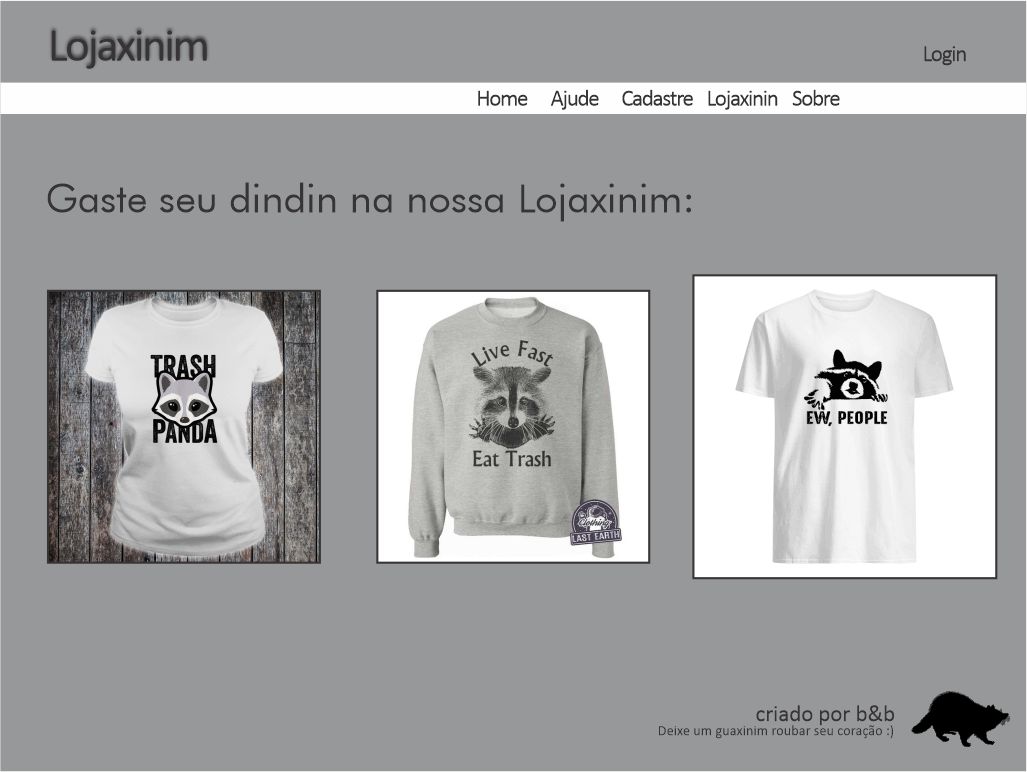 Lojaxinim
Login
Home Ajude Cadastre Lojaxinin Sobre
Gaste seu dindin na nossa Lojaxinim:
TRASH
PANDA
Live Fast
Eat Trash
Clothing
LAST EARTH
EW, PEOPLE
criado por b&b
Deixe um guaxinim roubar seu coração :)